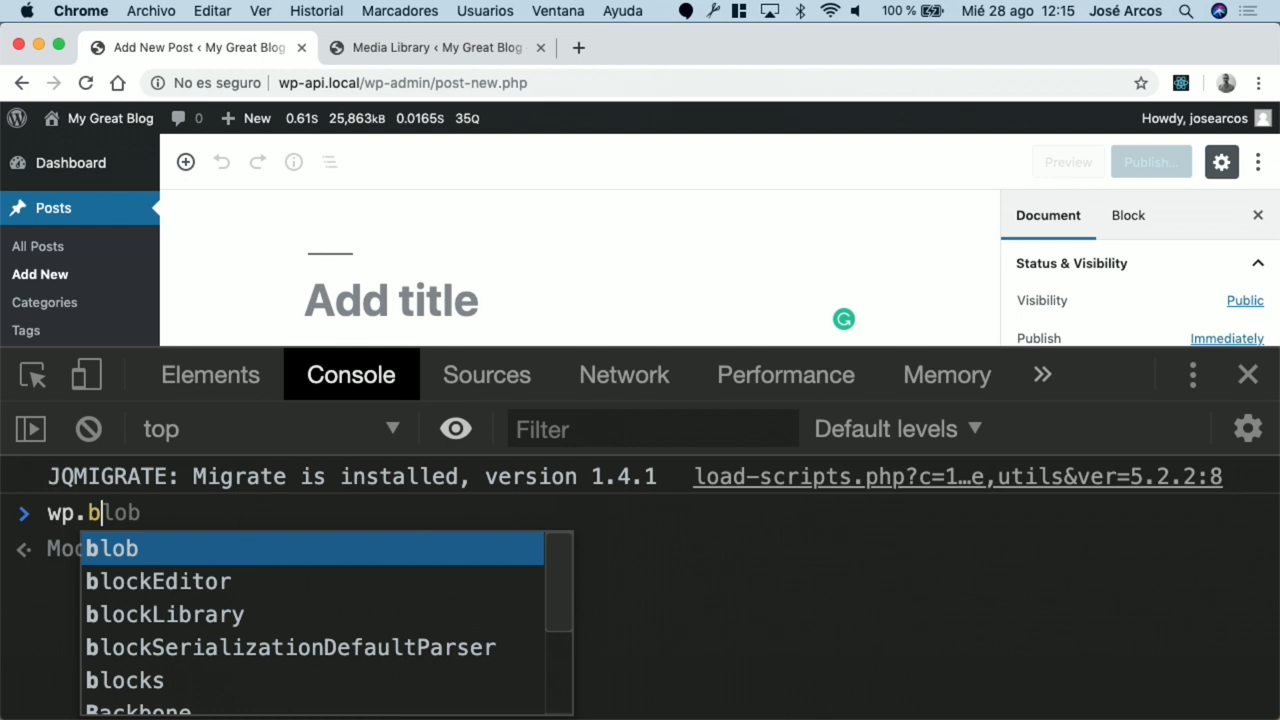 Chrome Archivo Editar Ver Historial Marcadores Usuarios Ventana Ayuda 100 % Mié 28 ago 12:15 José Arcos
Add New Post ‹ My Great Blog Media Library ‹ My Great Blog
No es seguro wp-api.local/wp-admin/post-new.php
My Great Blog 0 New 0.61S 25,863kB 0.0165S 35Q Howdy, josearcos
Dashboard Preview Publish...
Posts Document Block
All Posts
Add New Status & Visibility
Categories Add title Visibility Public
Tags Publish Immediately
Elements Console Sources Network Performance Memory
top Filter Default levels
JQMIGRATE: Migrate is installed, version 1.4.1 load-scripts.php?c=1…e,utils&ver=5.2.2:8
wp.blob
Moc blob
blockEditor
blockLibrary
blockSerializationDefaultParser
blocks
Backbone